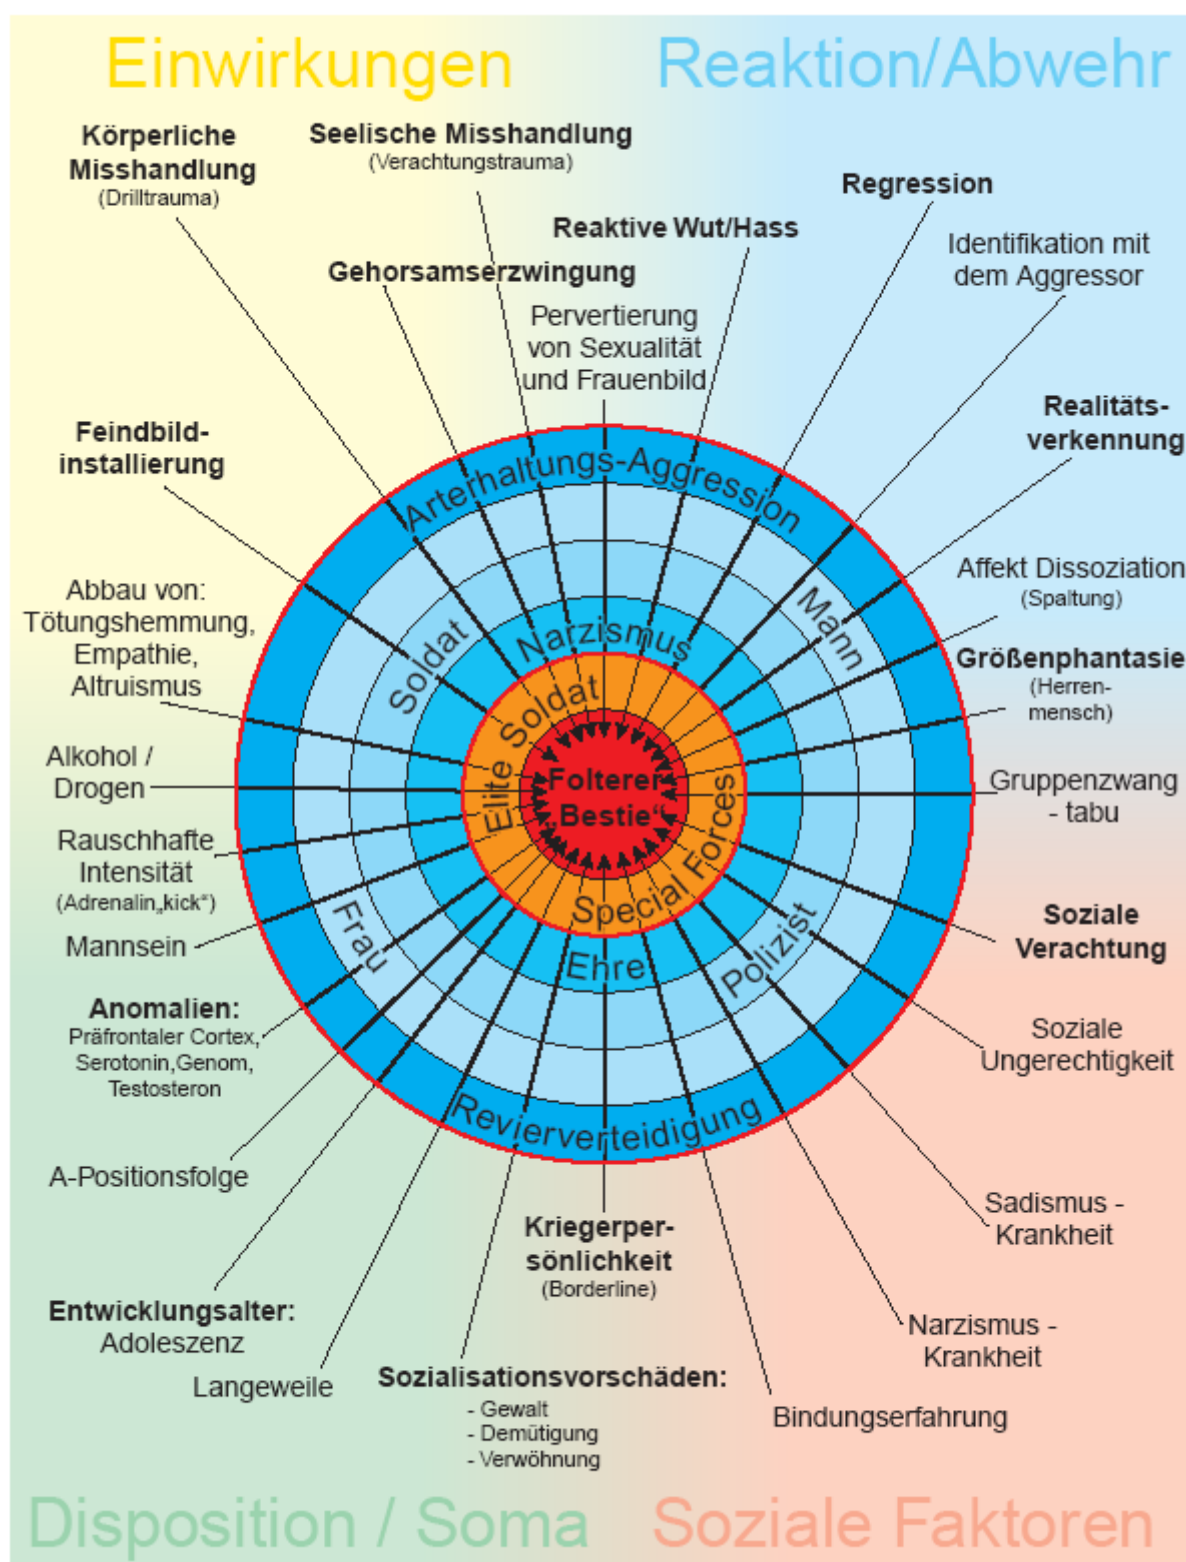 Einwirkungen
Reaktion/Abwehr
Körperliche
Misshandlung
(Drilltrauma)
Seelische Misshandlung
(Verachtungstrauma)
Gehorsamserzwingung
Reaktive Wut/Hass
Pervertierung
von Sexualität
und Frauenbild
Regression
Identifikation mit
dem Aggressor
Realitäts-
verkennung
Affekt Dissoziation
(Spaltung)
Größenphantasie
(Herren-
mensch)
Gruppenzwang
- tabu
Feindbild-
installierung
Abbau von:
Tötungshemmung,
Empathie,
Altruismus
Alkohol /
Drogen
Rauschhafte
Intensität
(Adrenalin„kick“)
Mannsein
Anomalien:
Präfrontaler Cortex,
Serotonin,Genom,
Testosteron
A-Positionsfolge
Entwicklungsalter:
Adoleszenz
Langeweile
Sozialisationsvorschäden:
- Gewalt
- Demütigung
- Verwöhnung
Kriegerper-
sönlichkeit
(Borderline)
Soziale
Verachtung
Soziale
Ungerechtigkeit
Sadismus -
Krankheit
Narzismus -
Krankheit
Bindungserfahrung
Arterhaltungs-Aggression
Soldat
Mann
Narzismus
Elite Soldat
Folterer
„Bestie“
Special Forces
Ehre
Frau
Polizist
Revierverteidigung
Disposition / Soma
Soziale Faktoren